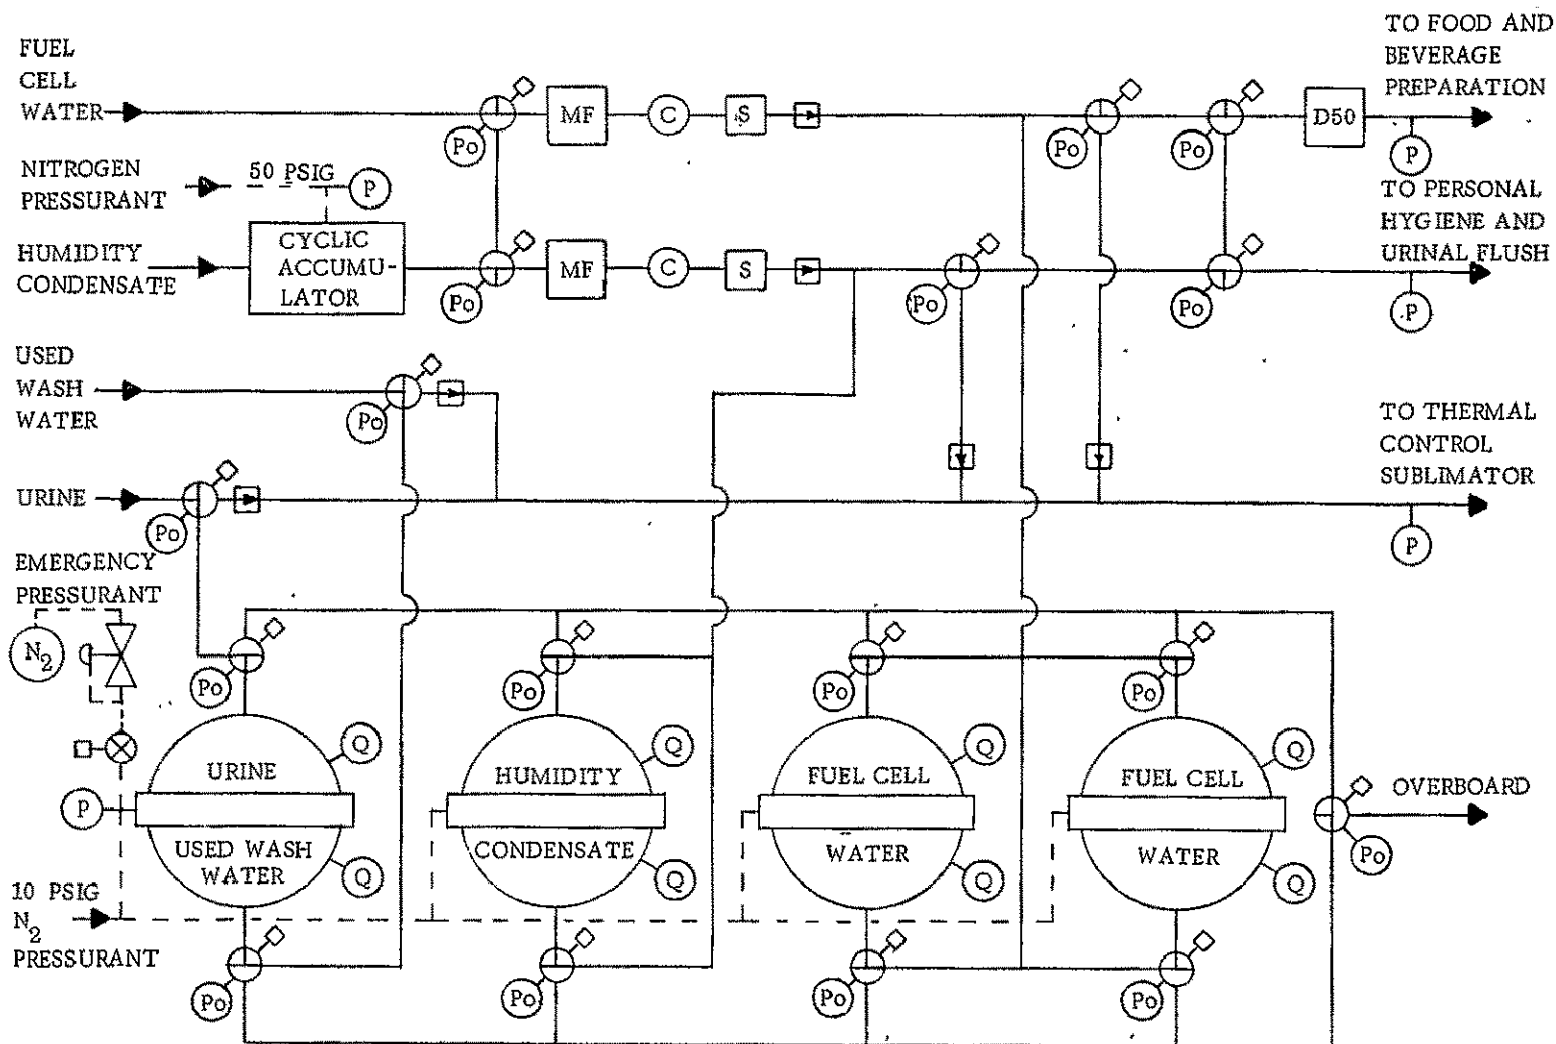 FUEL
CELL
WATER
NITROGEN
PRESSURANT
50 PSIG
P
HUMIDITY
CONDENSATE
CYCLIC
ACCUMU-
LATOR
Po
MF
C
S
Po
MF
C
S
Po
Po
D50
P
TO FOOD AND
BEVERAGE
PREPARATION
Po
Po
P
TO PERSONAL
HYGIENE AND
URINAL FLUSH
USED
WASH
WATER
Po
URINE
Po
TO THERMAL
CONTROL
SUBLIMATOR
P
EMERGENCY
PRESSURANT
N2
Po
Po
Po
Po
URINE
Q
HUMIDITY
Q
FUEL CELL
Q
FUEL CELL
Q
P
USED WASH
WATER
Q
CONDENSATE
Q
WATER
Q
WATER
Q
OVERBOARD
Po
10 PSIG
N2
PRESSURANT
Po
Po
Po
Po